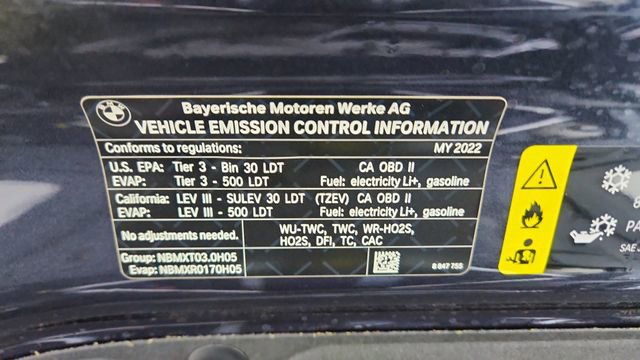 BMW
Bayerische Motoren Werke AG
VEHICLE EMISSION CONTROL INFORMATION
Conforms to regulations: MY 2022
U.S. EPA: Tier 3 - Bin 30 LDT CA OBD II
EVAP: Tier 3 - 500 LDT Fuel: electricity Li+, gasoline
California: LEV III - SULEV 30 LDT (TZEV) CA OBD II
EVAP: LEV III - 500 LDT Fuel: electricity Li+, gasoline
No adjustments needed. WU-TWC, TWC, WR-HO2S,
HO2S, DFI, TC, CAC
Group: NBMXT03.0H05
Evap: NBMXR0170H05 8 847 755
PA
SAE